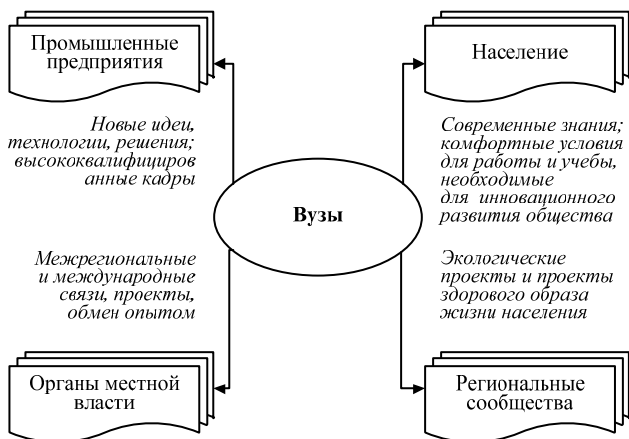 Промышленные
предприятия
Население
Новые идеи,
технологии, решения;
высококвалифициров
анные кадры
Современные знания;
комфортные условия
для работы и учебы,
необходимые
для инновационного
развития общества
Вузы
Межрегиональные
и международные
связи, проекты,
обмен опытом
Экологические
проекты и проекты
здорового образа
жизни населения
Органы местной
власти
Региональные
сообщества